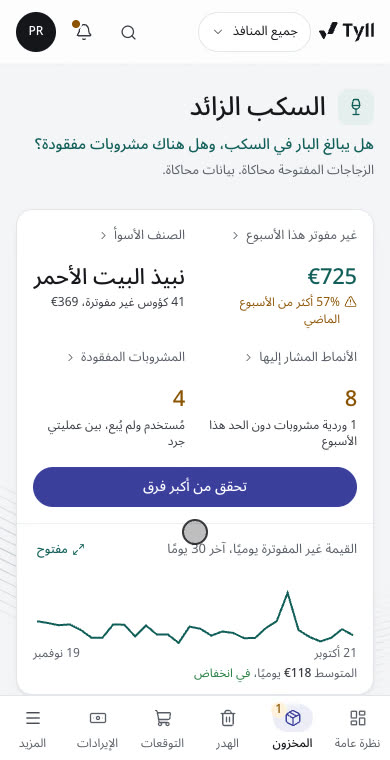 Tyll
جميع المنافذ
PR
السكب الزائد
هل يبالغ البار في السكب، وهل هناك مشروبات مفقودة؟
الزجاجات المفتوحة محاكاة. بيانات محاكاة.
غير مفوتر هذا الأسبوع
€725
57% أكثر من الأسبوع الماضي
الصنف الأسوأ
نبيذ البيت الأحمر
41 كؤوس غير مفوترة، €369
الأنماط المشار إليها
8
1 وردية مشروبات دون الحد هذا الأسبوع
المشروبات المفقودة
4
مُستخدم ولم يُبع، بين عمليتي جرد
تحقق من أكبر فرق
القيمة غير المفوترة يوميًا، آخر 30 يومًا
مفتوح
21 أكتوبر
19 نوفمبر
المتوسط €118 يوميًا، في انخفاض
نظرة عامة
1
المخزون
الهدر
التوقعات
الإيرادات
المزيد